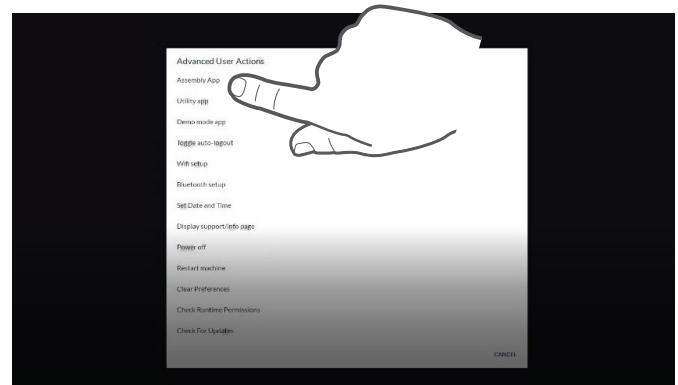 Advanced User Actions
Assembly App
Utility app
Demo mode app
Toggle auto-logout
Wifi setup
Bluetooth setup
Set Date and Time
Display support/info page
Power off
Restart machine
Clear Preferences
Check Runtime Permissions
Check For Updates
CANCEL